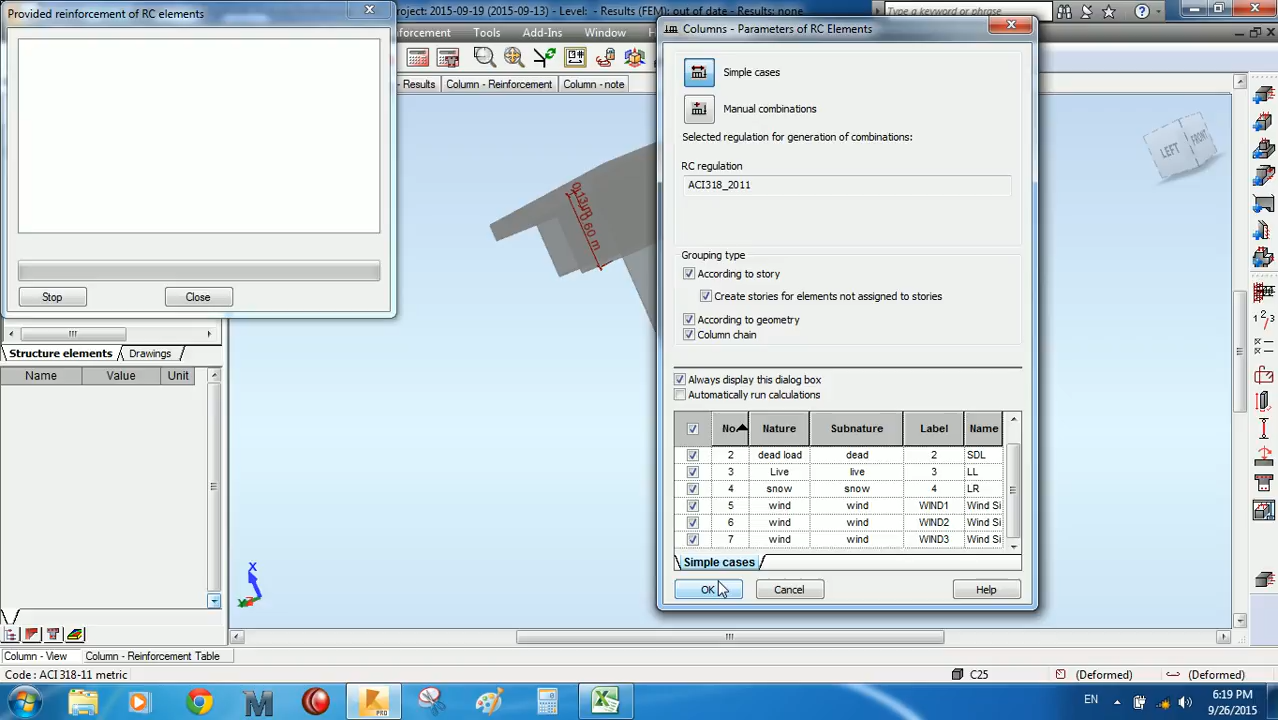 Provided reinforcement of RC elements
Project: 2015-09-19 (2015-09-13) - Level: - Results (FEM): out of date - Results: none
Type a keyword or phrase
Tools Add-Ins Window
Results Column - Reinforcement Column - note
Stop Close
Structure elements Drawings
Name Value Unit
0.60 m
X
LEFT FRONT
Columns - Parameters of RC Elements
Simple cases
Manual combinations
Selected regulation for generation of combinations:
RC regulation
ACI318_2011
Grouping type
According to story
Create stories for elements not assigned to stories
According to geometry
Column chain
Always display this dialog box
Automatically run calculations
No. Nature Subnature Label Name
2 dead load dead 2 SDL
3 Live live 3 LL
4 snow snow 4 LR
5 wind wind WIND1 Wind Si
6 wind wind WIND2 Wind Si
7 wind wind WIND3 Wind Si
Simple cases
OK Cancel Help
Column - View Column - Reinforcement Table
Code : ACI 318-11 metric C25 (Deformed) (Deformed)
PRO
EN 6:19 PM
9/26/2015